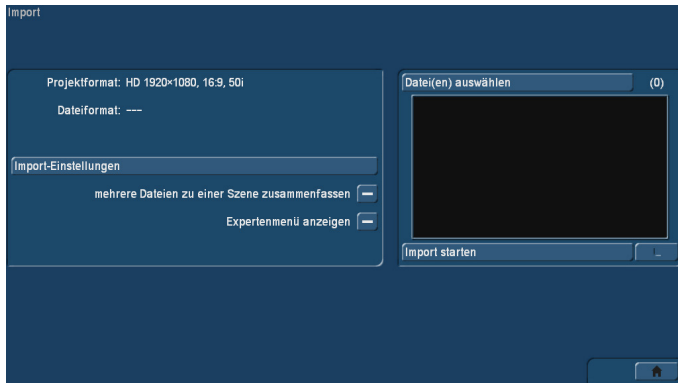 Import
Projektformat: HD 1920×1080, 16:9, 50i
Dateiformat: ---
Import-Einstellungen
mehrere Dateien zu einer Szene zusammenfassen
Expertenmenü anzeigen
Datei(en) auswählen (0)
Import starten